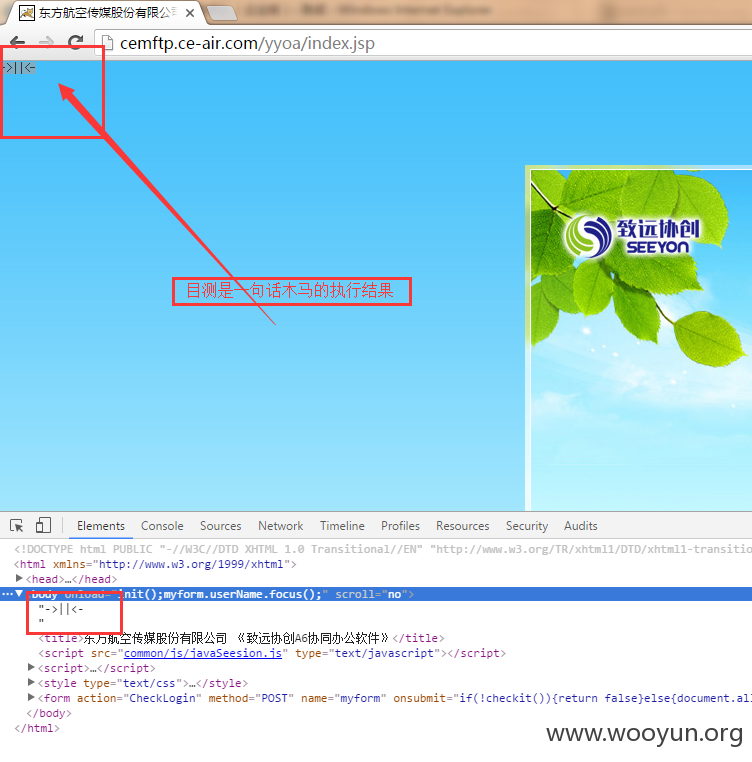 东方航空传媒股份有限公
cemftp.ce-air.com/yyoa/index.jsp
->||<-
致远协创
SEEYON
目测是一句话木马的执行结果
Elements Console Sources Network Timeline Profiles Resources Security Audits
<!DOCTYPE html PUBLIC "-//W3C//DTD XHTML 1.0 Transitional//EN" "http://www.w3.org/TR/xhtml1/DTD/xhtml1-transitio
<html xmlns="http://www.w3.org/1999/xhtml">
<head>…</head>
body onload="init();myform.userName.focus();" scroll="no">
"->||<-
"
<title>东方航空传媒股份有限公司 《致远协创A6协同办公软件》</title>
<script src="common/js/javaSeesion.js" type="text/javascript"></script>
<script>…</script>
<style type="text/css">…</style>
<form action="CheckLogin" method="POST" name="myform" onsubmit="if(!checkit()){return false}else{document.all
</body>
</html>
www.wooyun.org